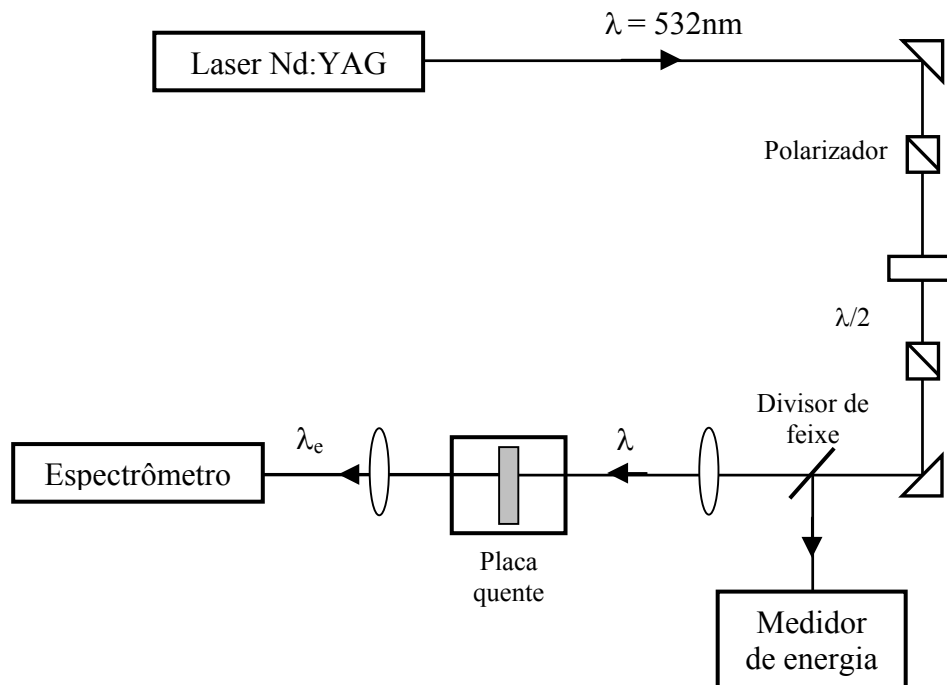 λ = 532nm
Laser Nd:YAG
Polarizador
λ/2
Divisor de
feixe
λe
λ
Espectrômetro
Placa
quente
Medidor
de energia